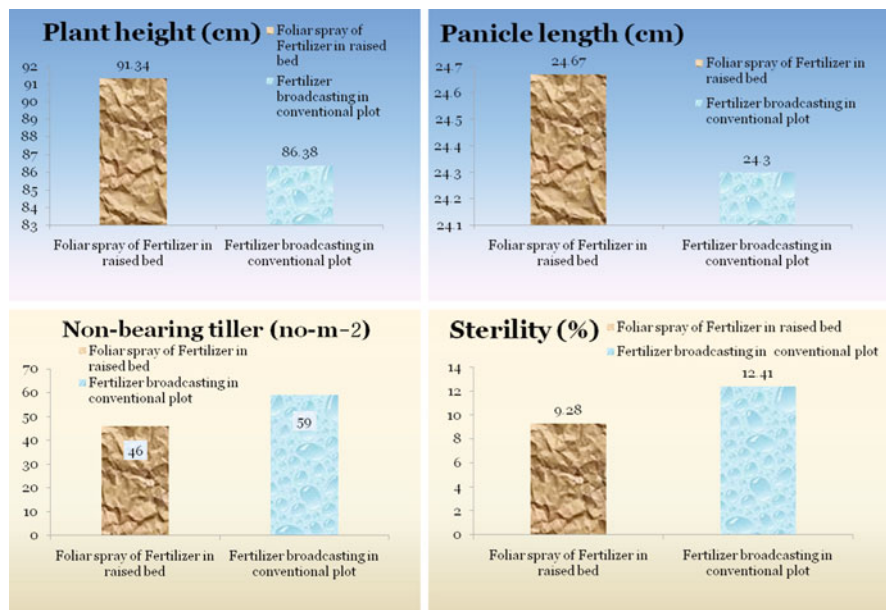 Plant height (cm)
Foliar spray of Fertilizer in raised bed
Fertilizer broadcasting in conventional plot
92
91
90
89
88
87
86
85
84
83
91.34
86.38
Foliar spray of Fertilizer in raised bed
Fertilizer broadcasting in conventional plot
Panicle length (cm)
Foliar spray of Fertilizer in raised bed
Fertilizer broadcasting in conventional plot
24.7
24.6
24.5
24.4
24.3
24.2
24.1
24.67
24.3
Foliar spray of Fertilizer in raised bed
Fertilizer broadcasting in conventional plot
Non-bearing tiller (no-m-2)
Foliar spray of Fertilizer in raised bed
Fertilizer broadcasting in conventional plot
70
60
50
40
30
20
10
0
46
59
Foliar spray of Fertilizer in raised bed
Fertilizer broadcasting in conventional plot
Sterility (%)
Foliar spray of Fertilizer in raised bed
Fertilizer broadcasting in conventional plot
14
12
10
8
6
4
2
0
9.28
12.41
Foliar spray of Fertilizer in raised bed
Fertilizer broadcasting in conventional plot